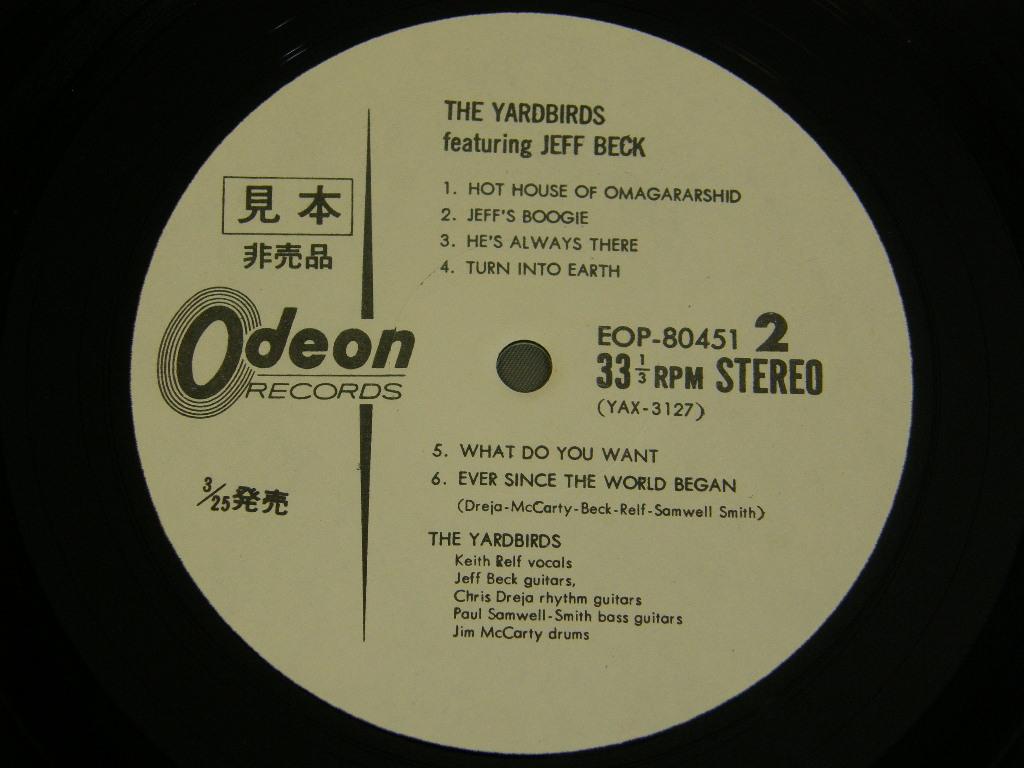 THE YARDBIRDS
featuring JEFF BECK
1. HOT HOUSE OF OMAGARARSHID
2. JEFF'S BOOGIE
3. HE'S ALWAYS THERE
4. TURN INTO EARTH
見本
非売品
Odeon
RECORDS
EOP-80451 2
33 1/3 RPM STEREO
(YAX-3127)
5. WHAT DO YOU WANT
6. EVER SINCE THE WORLD BEGAN
(Dreja-McCarty-Beck-Relf-Samwell Smith)
3/25発売
THE YARDBIRDS
Keith Relf vocals
Jeff Beck guitars,
Chris Dreja rhythm guitars
Paul Samwell-Smith bass guitars
Jim McCarty drums